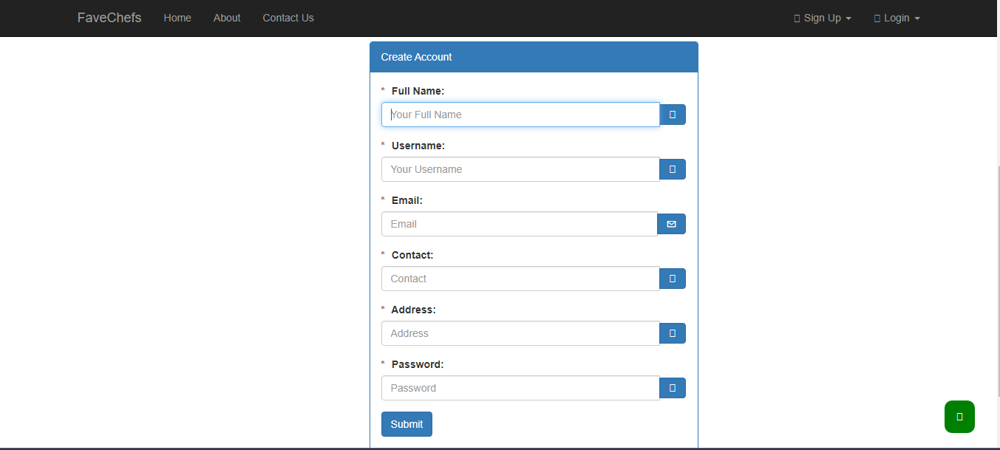 FaveChefs Home About Contact Us Sign Up Login
Create Account
* Full Name:
Your Full Name
* Username:
Your Username
* Email:
Email
* Contact:
Contact
* Address:
Address
* Password:
Password
Submit